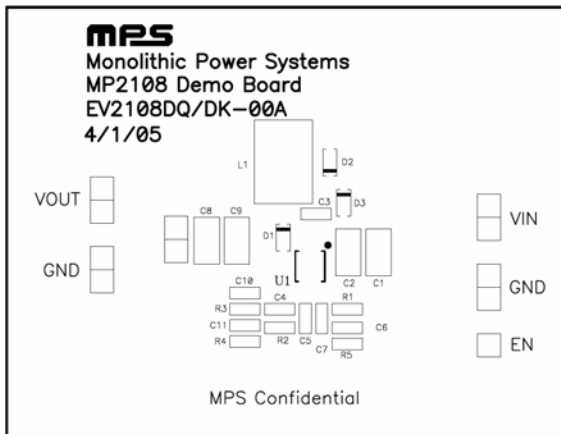 MPS
Monolithic Power Systems
MP2108 Demo Board
EV2108DQ/DK-00A
4/1/05
L1
D2
C3
D3
VOUT
C8
C9
D1
VIN
GND
U1
C2
C1
GND
C10
R3
C4
R1
C11
R2
C5
C6
R4
C7
R5
EN
MPS Confidential